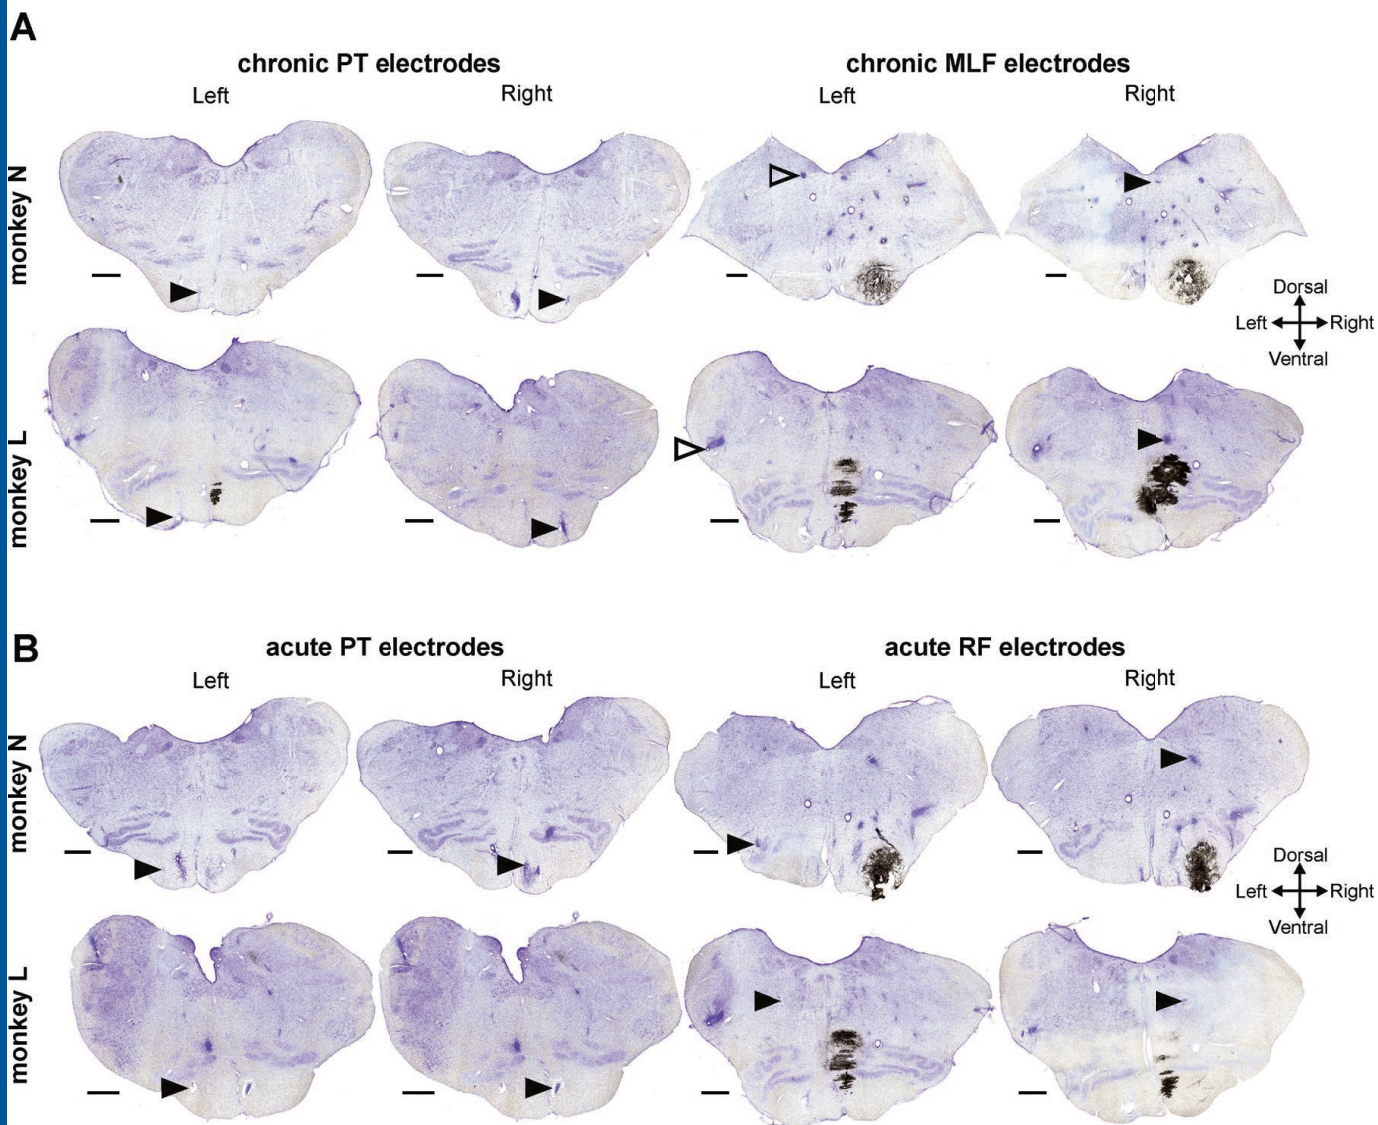 A
chronic PT electrodes
chronic MLF electrodes
Left
Right
Left
Right
monkey N
Dorsal
Left
Right
Ventral
monkey L
B
acute PT electrodes
acute RF electrodes
Left
Right
Left
Right
monkey N
Dorsal
Left
Right
Ventral
monkey L